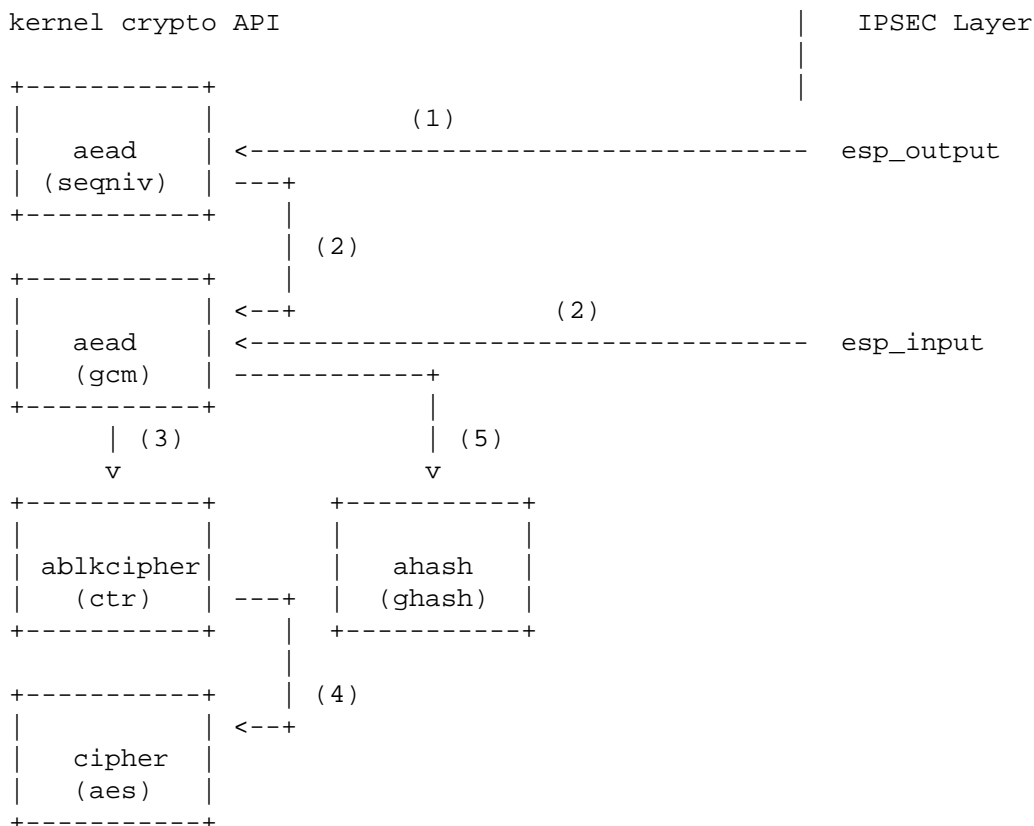 kernel crypto API | IPSEC Layer
|
+-----------+ |
| | (1)
| aead | <----------------------------------- esp_output
| (seqniv) | ---+
+-----------+ |
| (2)
+-----------+ |
| | <--+ (2)
| aead | <----------------------------------- esp_input
| (gcm) | ------------+
+-----------+ |
| (3) | (5)
v v
+-----------+ +-----------+
| | | |
| ablkcipher| | ahash |
| (ctr) | ---+ | (ghash) |
+-----------+ | +-----------+
|
+-----------+ | (4)
| | <--+
| cipher |
| (aes) |
+-----------+